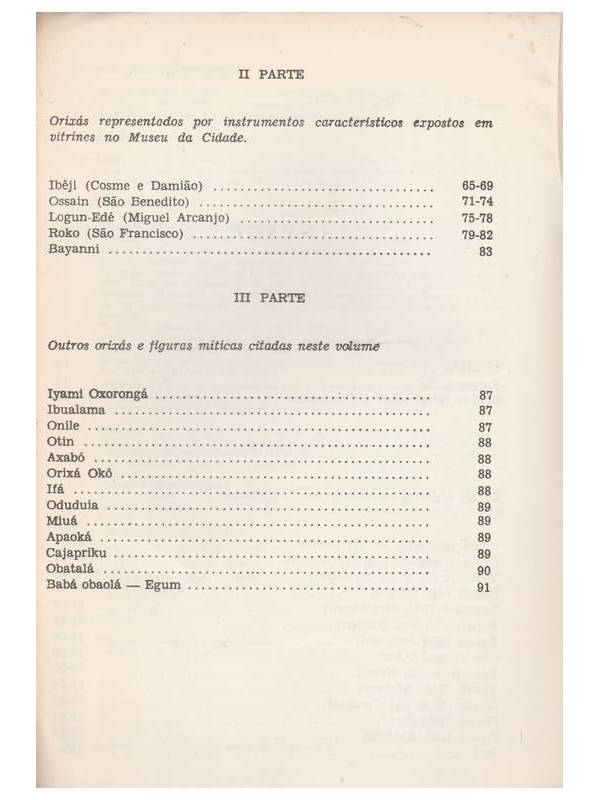 II PARTE
Orixás representados por instrumentos característicos expostos em
vitrines no Museu da Cidade.
Ibêji (Cosme e Damião) ................................. 65-69
Ossain (São Benedito) ................................... 71-74
Logun-Edé (Miguel Arcanjo) ............................. 75-78
Roko (São Francisco) .................................... 79-82
Bayanni ................................................ 83
III PARTE
Outros orixás e figuras míticas citadas neste volume
Iyami Oxorongá ......................................... 87
Ibualama ............................................... 87
Onile .................................................. 87
Otin ................................................... 88
Axabó .................................................. 88
Orixá Okô .............................................. 88
Ifá .................................................... 88
Oduduia ................................................ 89
Miuá ................................................... 89
Apaoká ................................................. 89
Cajapriku .............................................. 89
Obatalá ................................................ 90
Babá obaolá — Egum ..................................... 91